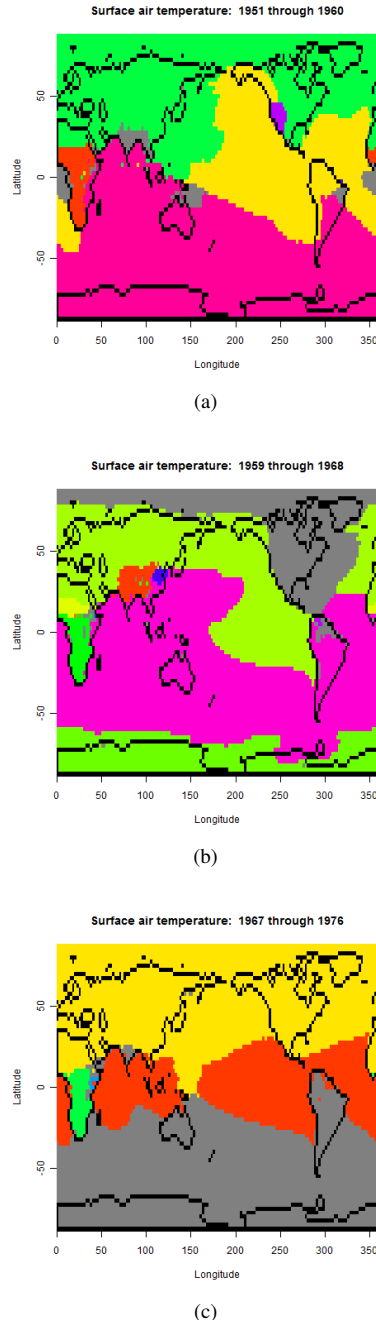 Surface air temperature: 1951 through 1960
50
0
-50
Latitude
0 50 100 150 200 250 300 350
Longitude
(a)
Surface air temperature: 1959 through 1968
50
0
-50
Latitude
0 50 100 150 200 250 300 350
Longitude
(b)
Surface air temperature: 1967 through 1976
50
0
-50
Latitude
0 50 100 150 200 250 300 350
Longitude
(c)